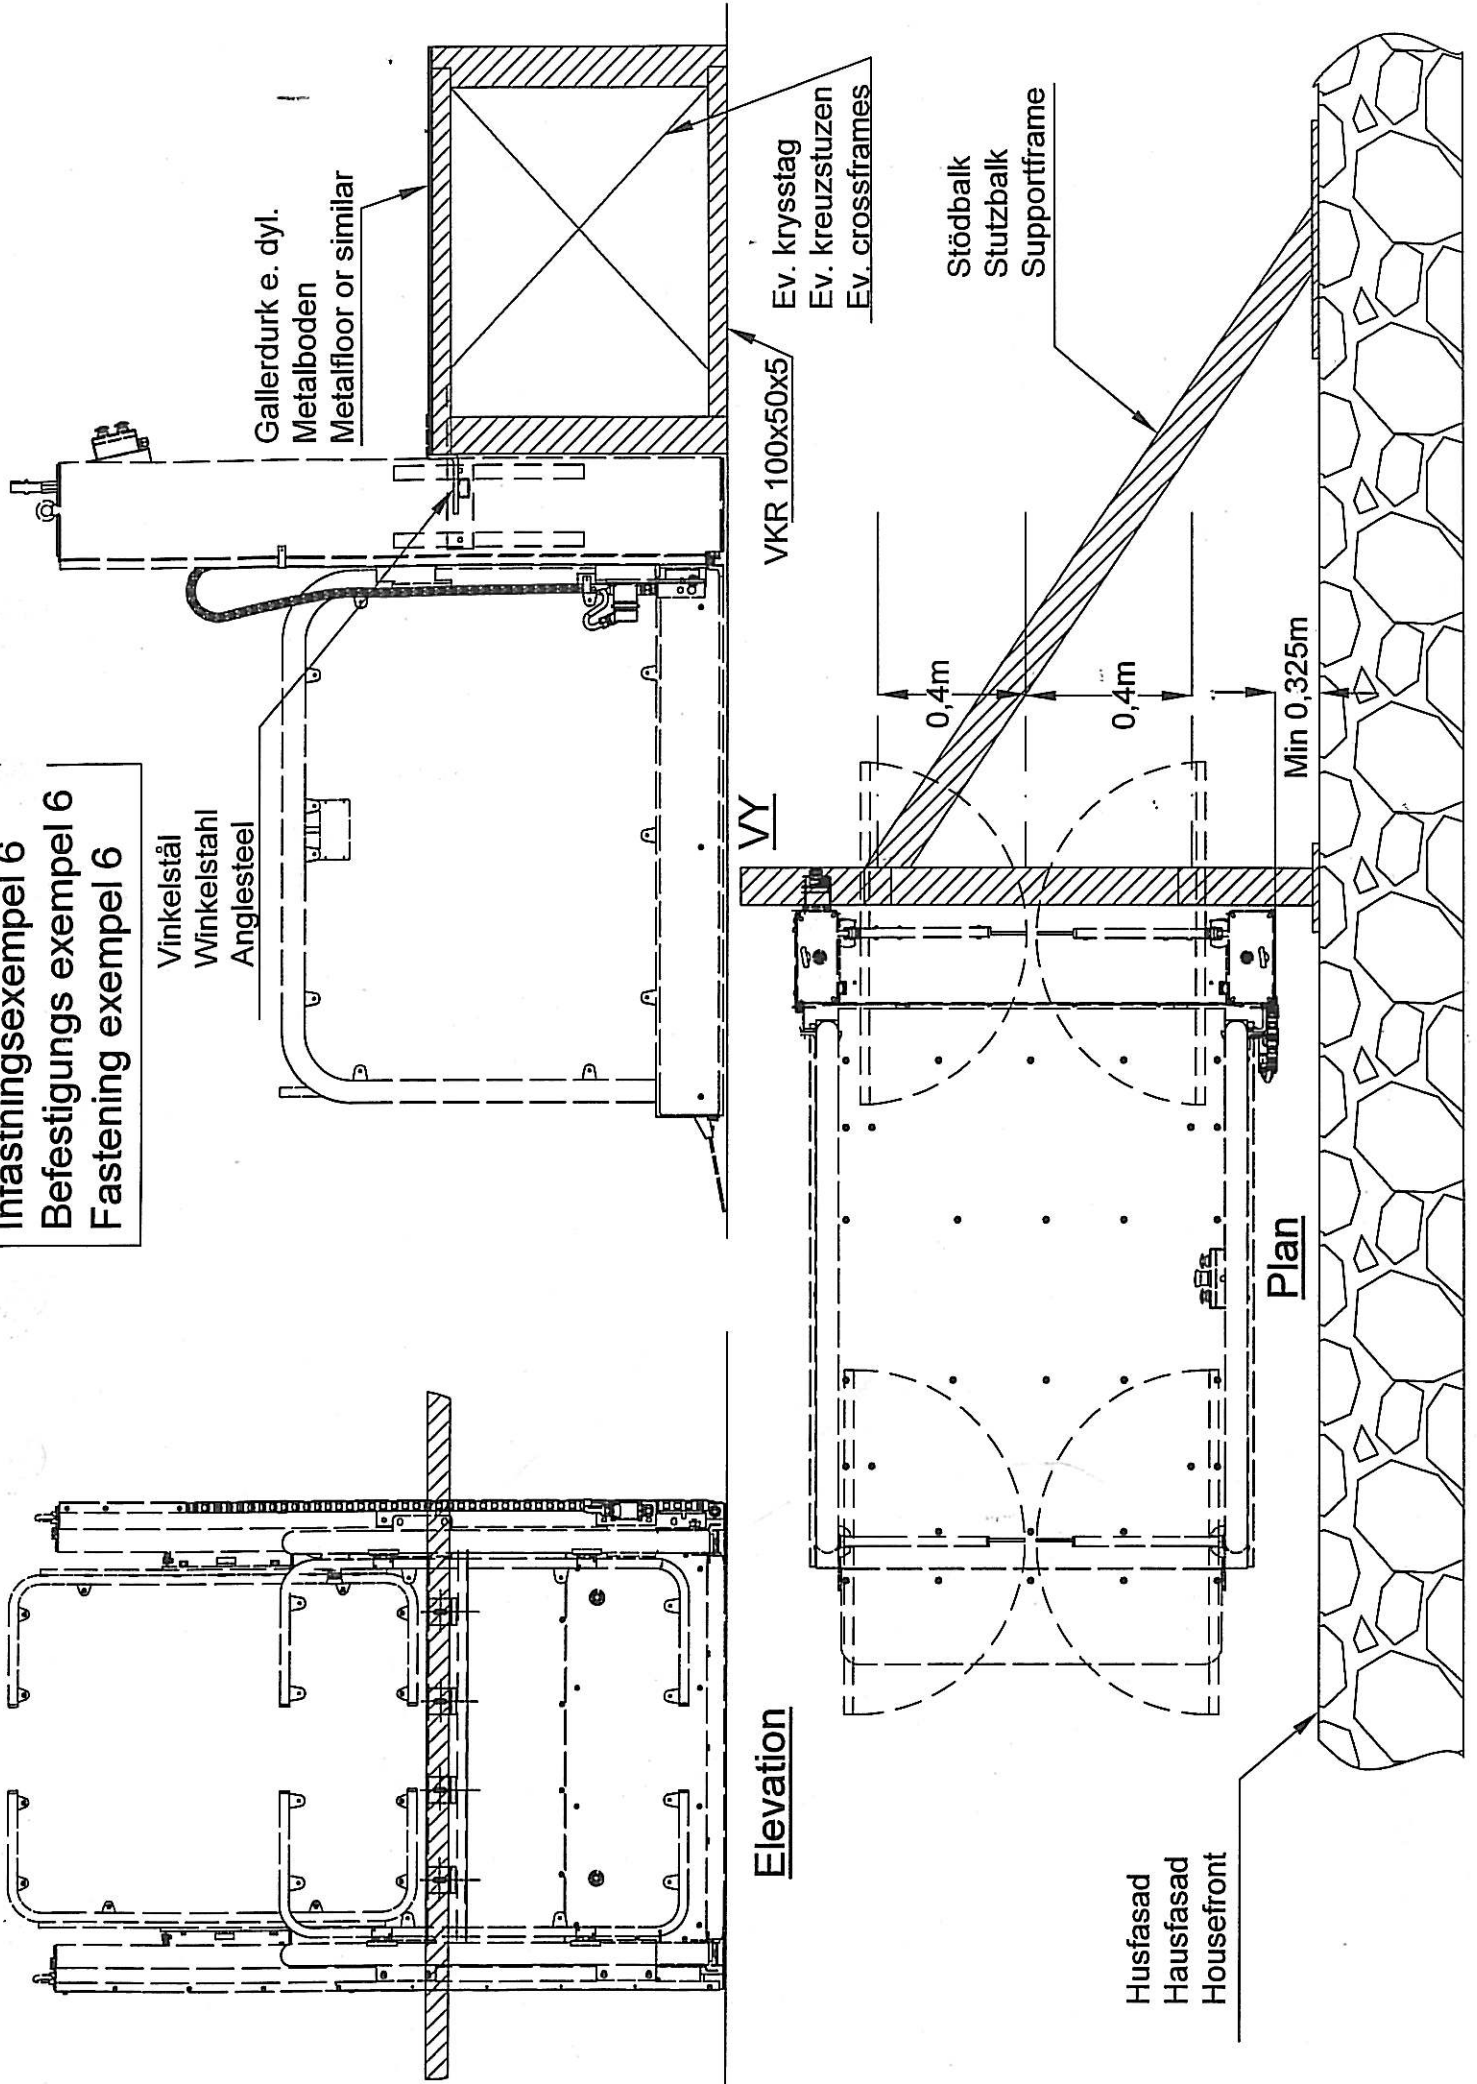 Infästningsexempel 6
Befestigungs exempel 6
Fastening exempel 6
Vinkelstål
Winkelstahl
Anglesteel
Gallerdurk e. dyl.
Metalboden
Metalfloor or similar
Ev. krysstag
Ev. kreuzstuzen
Ev. crossframes
VKR 100x50x5
Elevation
VY
Stödbalk
Stutzbalk
Supportframe
0,4m
0,4m
Min 0,325m
Plan
Husfasad
Hausfasad
Housefront